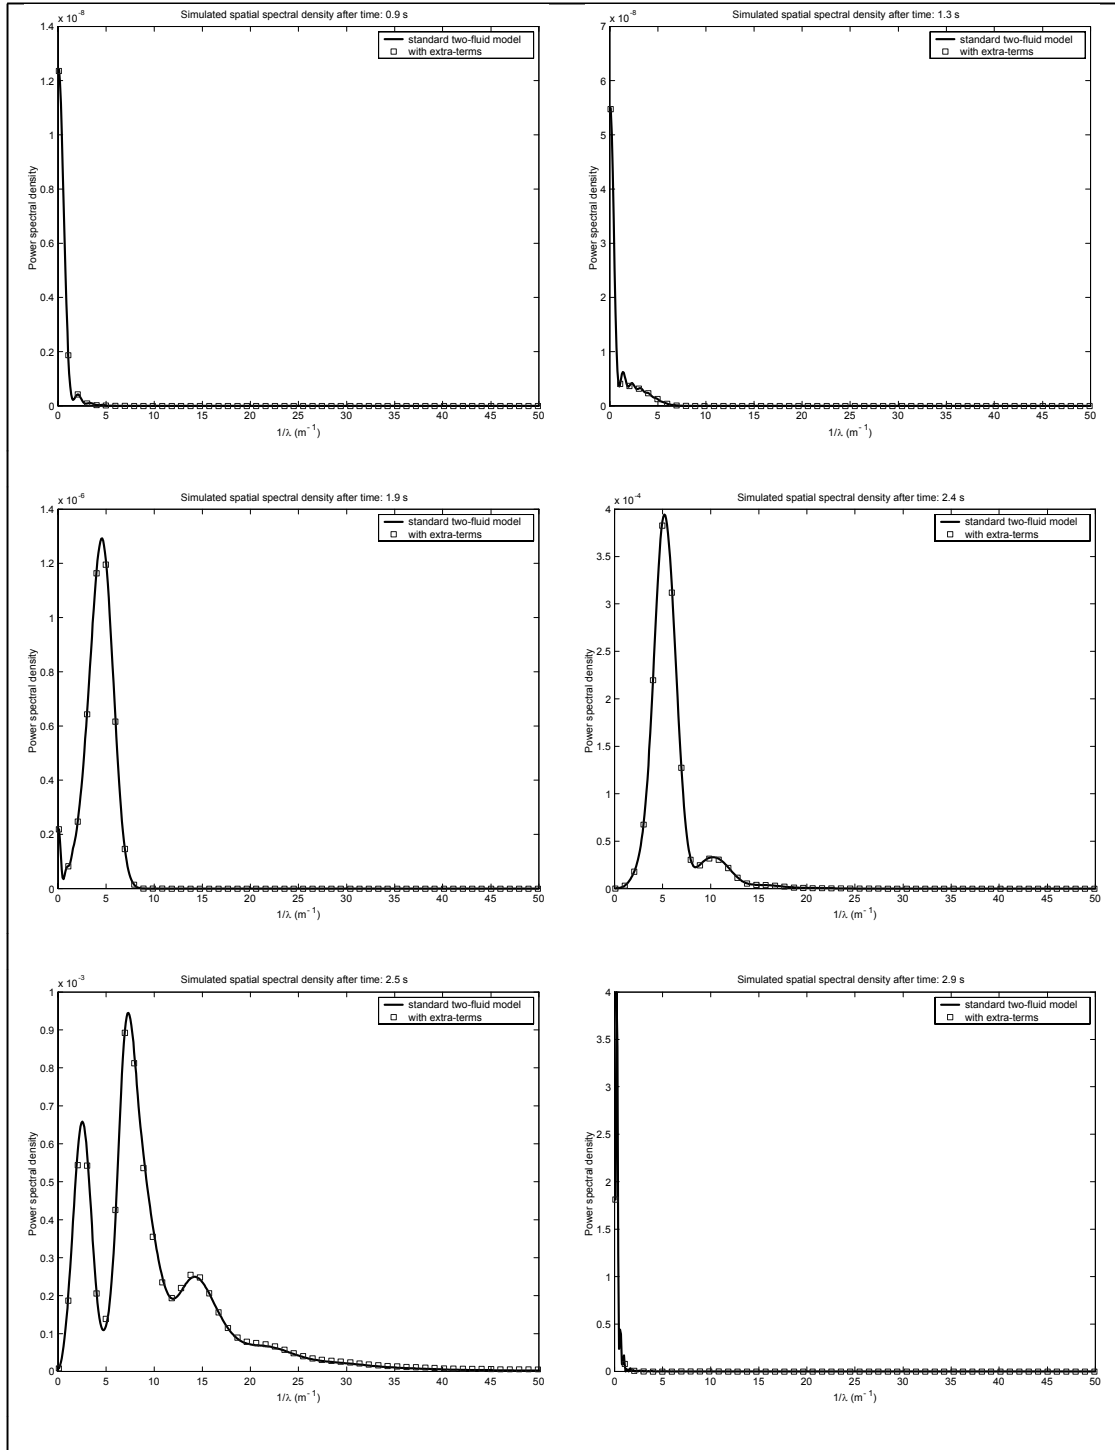 Simulated spatial spectral density after time: 0.9 s
x 10^-8
1.4
1.2
1
0.8
0.6
0.4
0.2
0
Power spectral density
standard two-fluid model
with extra-terms
0 5 10 15 20 25 30 35 40 45 50
1/λ (m^-1)
Simulated spatial spectral density after time: 1.3 s
x 10^-8
7
6
5
4
3
2
1
0
Power spectral density
standard two-fluid model
with extra-terms
0 5 10 15 20 25 30 35 40 45 50
1/λ (m^-1)
Simulated spatial spectral density after time: 1.9 s
x 10^-6
1.4
1.2
1
0.8
0.6
0.4
0.2
0
Power spectral density
standard two-fluid model
with extra-terms
0 5 10 15 20 25 30 35 40 45 50
1/λ (m^-1)
Simulated spatial spectral density after time: 2.4 s
x 10^-4
4
3.5
3
2.5
2
1.5
1
0.5
0
Power spectral density
standard two-fluid model
with extra-terms
0 5 10 15 20 25 30 35 40 45 50
1/λ (m^-1)
Simulated spatial spectral density after time: 2.5 s
x 10^-3
1
0.9
0.8
0.7
0.6
0.5
0.4
0.3
0.2
0.1
0
Power spectral density
standard two-fluid model
with extra-terms
0 5 10 15 20 25 30 35 40 45 50
1/λ (m^-1)
Simulated spatial spectral density after time: 2.9 s
4
3.5
3
2.5
2
1.5
1
0.5
0
Power spectral density
standard two-fluid model
with extra-terms
0 5 10 15 20 25 30 35 40 45 50
1/λ (m^-1)